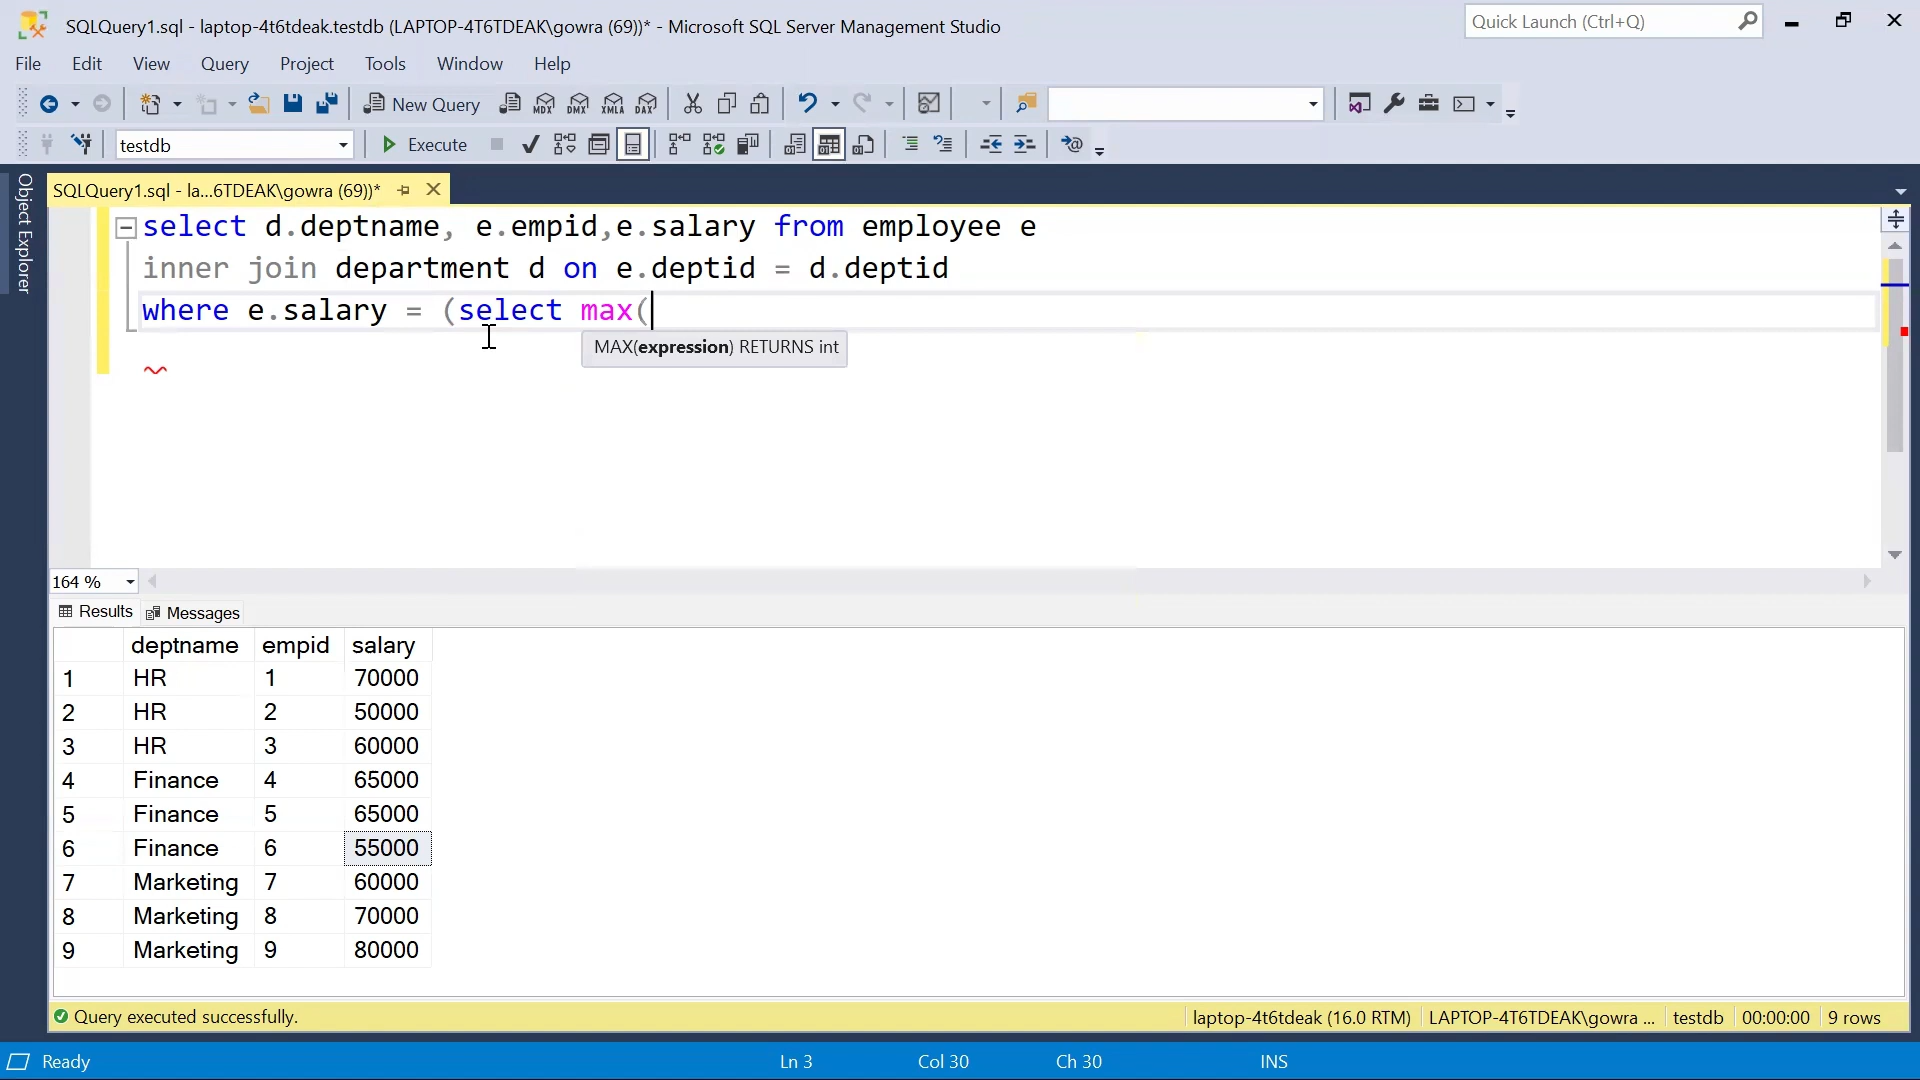 SQLQuery1.sql - laptop-4t6tdeak.testdb (LAPTOP-4T6TDEAK\gowra (69))* - Microsoft SQL Server Management Studio
Quick Launch (Ctrl+Q)
File Edit View Query Project Tools Window Help
New Query MDX DMX XMLA DAX
testdb Execute
Object Explorer
SQLQuery1.sql - la...6TDEAK\gowra (69))*
select d.deptname, e.empid,e.salary from employee e
inner join department d on e.deptid = d.deptid
where e.salary = (select max(
MAX(expression) RETURNS int
164 %
Results Messages
deptname empid salary
1 HR 1 70000
2 HR 2 50000
3 HR 3 60000
4 Finance 4 65000
5 Finance 5 65000
6 Finance 6 55000
7 Marketing 7 60000
8 Marketing 8 70000
9 Marketing 9 80000
Query executed successfully. laptop-4t6tdeak (16.0 RTM) LAPTOP-4T6TDEAK\gowra ... testdb 00:00:00 9 rows
Ready Ln 3 Col 30 Ch 30 INS